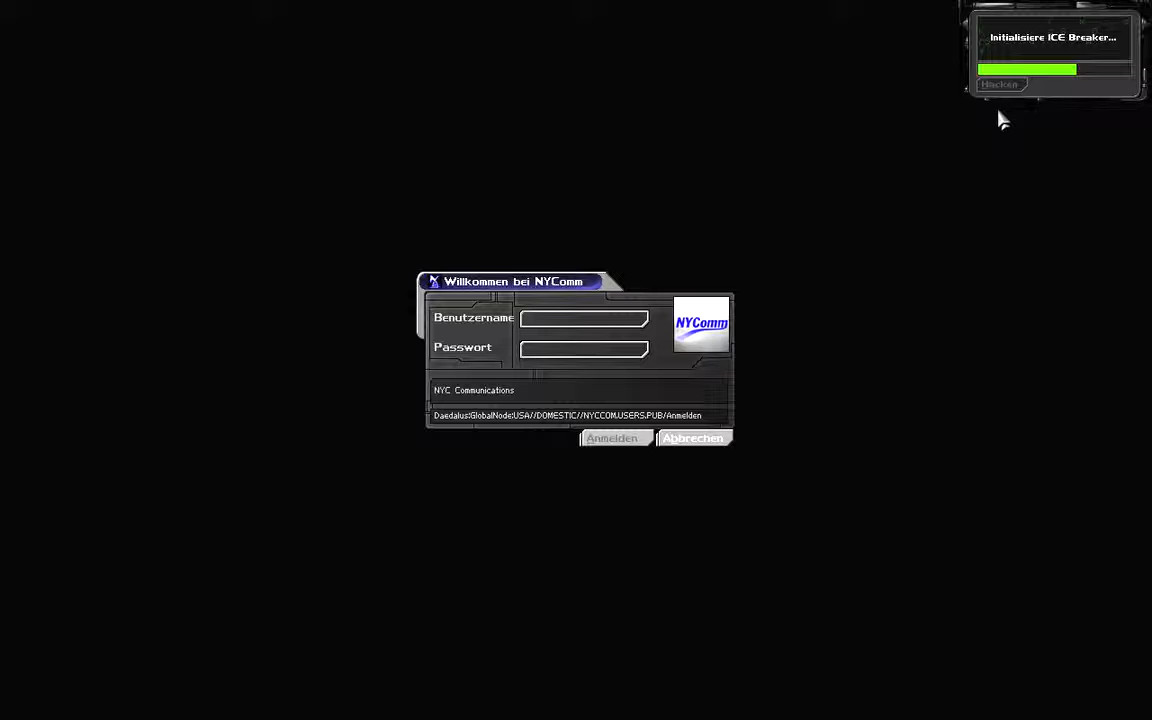 Initialisiere ICE Breaker...
Hacken
Willkommen bei NYComm
Benutzername
NYComm
Passwort
NYC Communications
Daedalus:GlobalNode:USA//DOMESTIC//NYCCOM.USERS.PUB/Anmelden
Anmelden Abbrechen